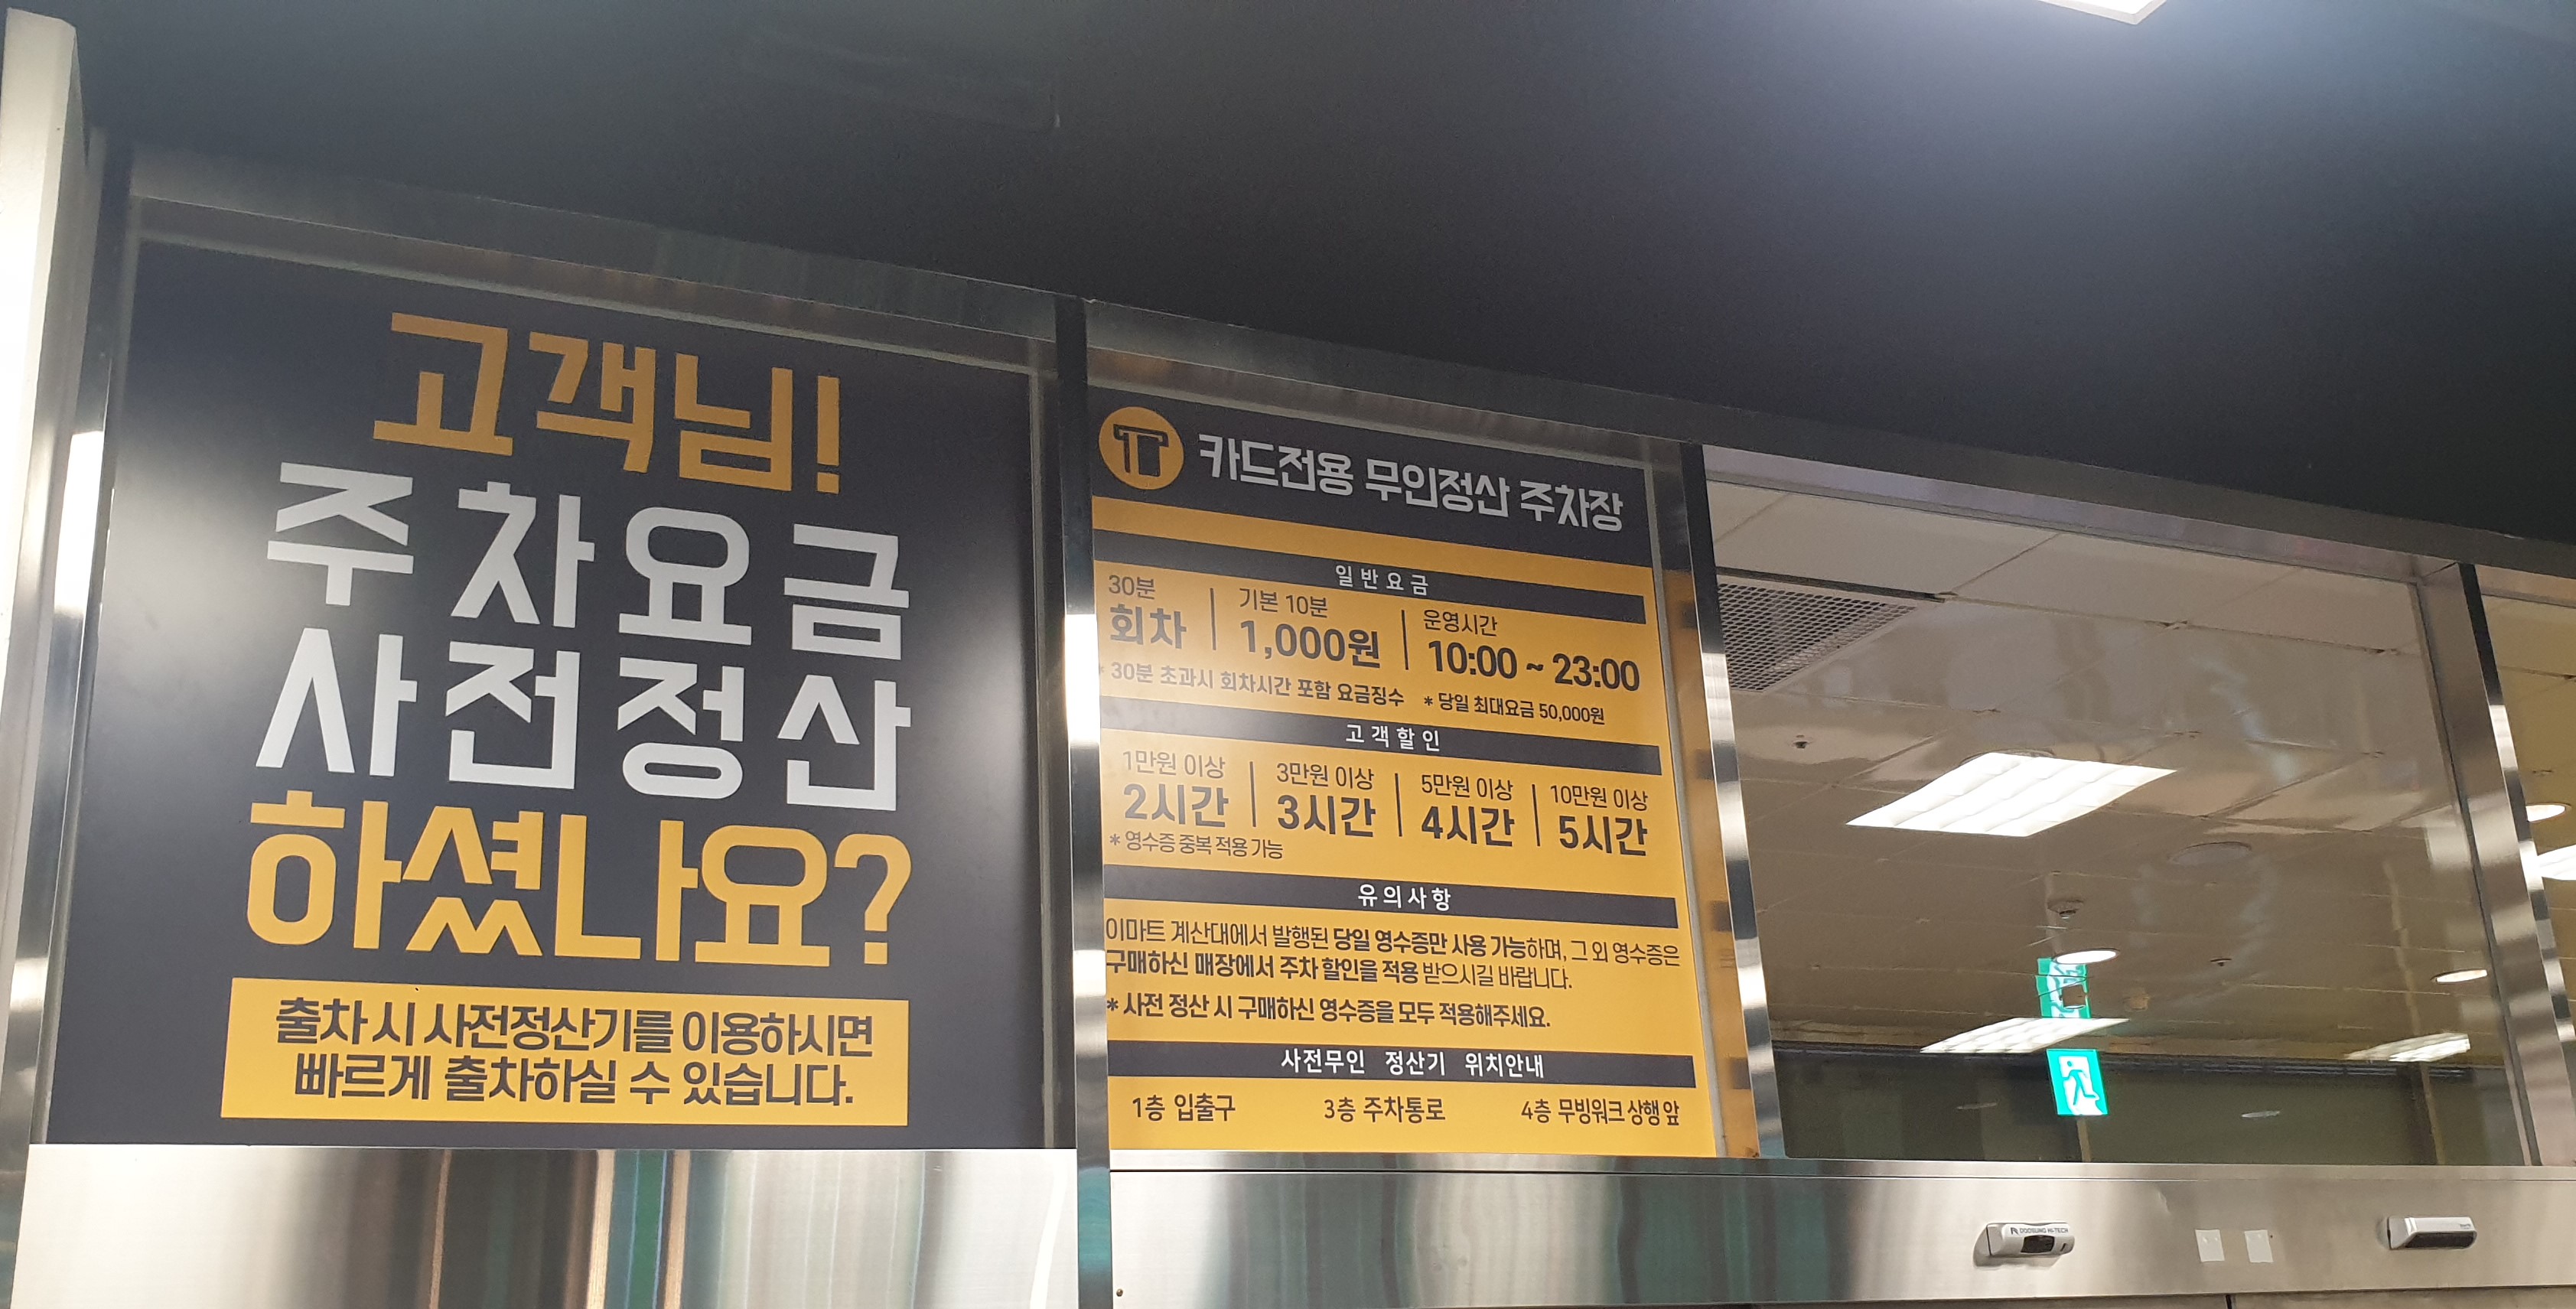 고객님!
주차요금
사전정산
하셨나요?
출차 시 사전정산기를 이용하시면
빠르게 출차하실 수 있습니다.
카드전용 무인정산 주차장
일반요금
30분 기본 10분 운영시간
회차 1,000원 10:00 ~ 23:00
* 30분 초과시 회차시간 포함 요금징수 * 당일 최대요금 50,000원
고객할인
1만원 이상 3만원 이상 5만원 이상 10만원 이상
2시간 3시간 4시간 5시간
* 영수증 중복 적용 가능
유의사항
이마트 계산대에서 발행된 당일 영수증만 사용 가능하며, 그 외 영수증은
구매하신 매장에서 주차 할인을 적용 받으시길 바랍니다.
* 사전 정산 시 구매하신 영수증을 모두 적용해주세요.
사전무인 정산기 위치안내
1층 입출구 3층 주차통로 4층 무빙워크 상행 앞
DOOSUNG HI-TECH